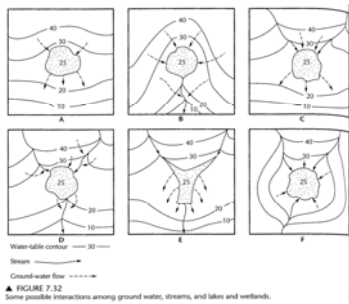 40
30
25
20
10
A
40
30
25
20
10
B
40
30
25
20
10
C
40
30
25
20
10
D
40
30
25
20
10
E
40
30
25
20
10
F
Water-table contour — 30 —
Stream
Ground-water flow
▲ FIGURE 7.32
Some possible interactions among ground water, streams, and lakes and wetlands.